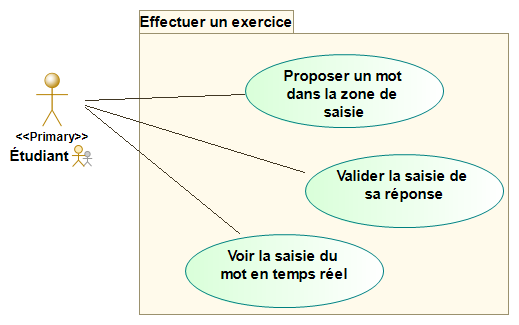 Effectuer un exercice
Proposer un mot
dans la zone de
saisie
<<Primary>>
Étudiant
Valider la saisie de
sa réponse
Voir la saisie du
mot en temps réel